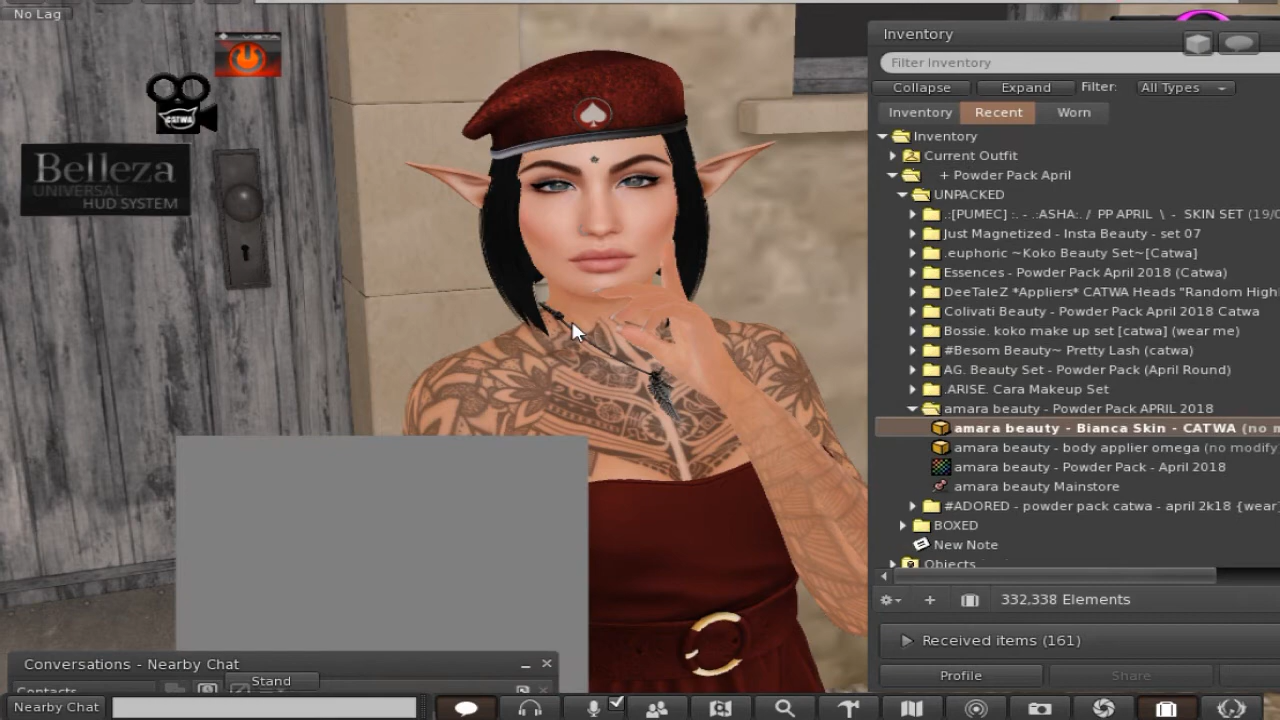 No Lag
VISTA
CATWA
Belleza
UNIVERSAL
HUD SYSTEM
Inventory
Filter Inventory
Collapse
Expand
Filter:
All Types
Inventory
Recent
Worn
Inventory
Current Outfit
+ Powder Pack April
UNPACKED
.:[PUMEC] :. - .:ASHA:. / PP APRIL \ - SKIN SET (19/0
Just Magnetized - Insta Beauty - set 07
.euphoric ~Koko Beauty Set~[Catwa]
Essences - Powder Pack April 2018 (Catwa)
DeeTaleZ *Appliers* CATWA Heads "Random High
Colivati Beauty - Powder Pack April 2018 Catwa
Bossie. koko make up set [catwa] (wear me)
#Besom Beauty~ Pretty Lash (catwa)
AG. Beauty Set - Powder Pack (April Round)
.ARISE. Cara Makeup Set
amara beauty - Powder Pack APRIL 2018
amara beauty - Bianca Skin - CATWA (no m
amara beauty - body applier omega (no modify
amara beauty - Powder Pack - April 2018
amara beauty Mainstore
#ADORED - powder pack catwa - april 2k18 {wear
BOXED
New Note
Objects
332,338 Elements
Received items (161)
Profile
Share
Conversations - Nearby Chat
Contacts
Stand
Nearby Chat